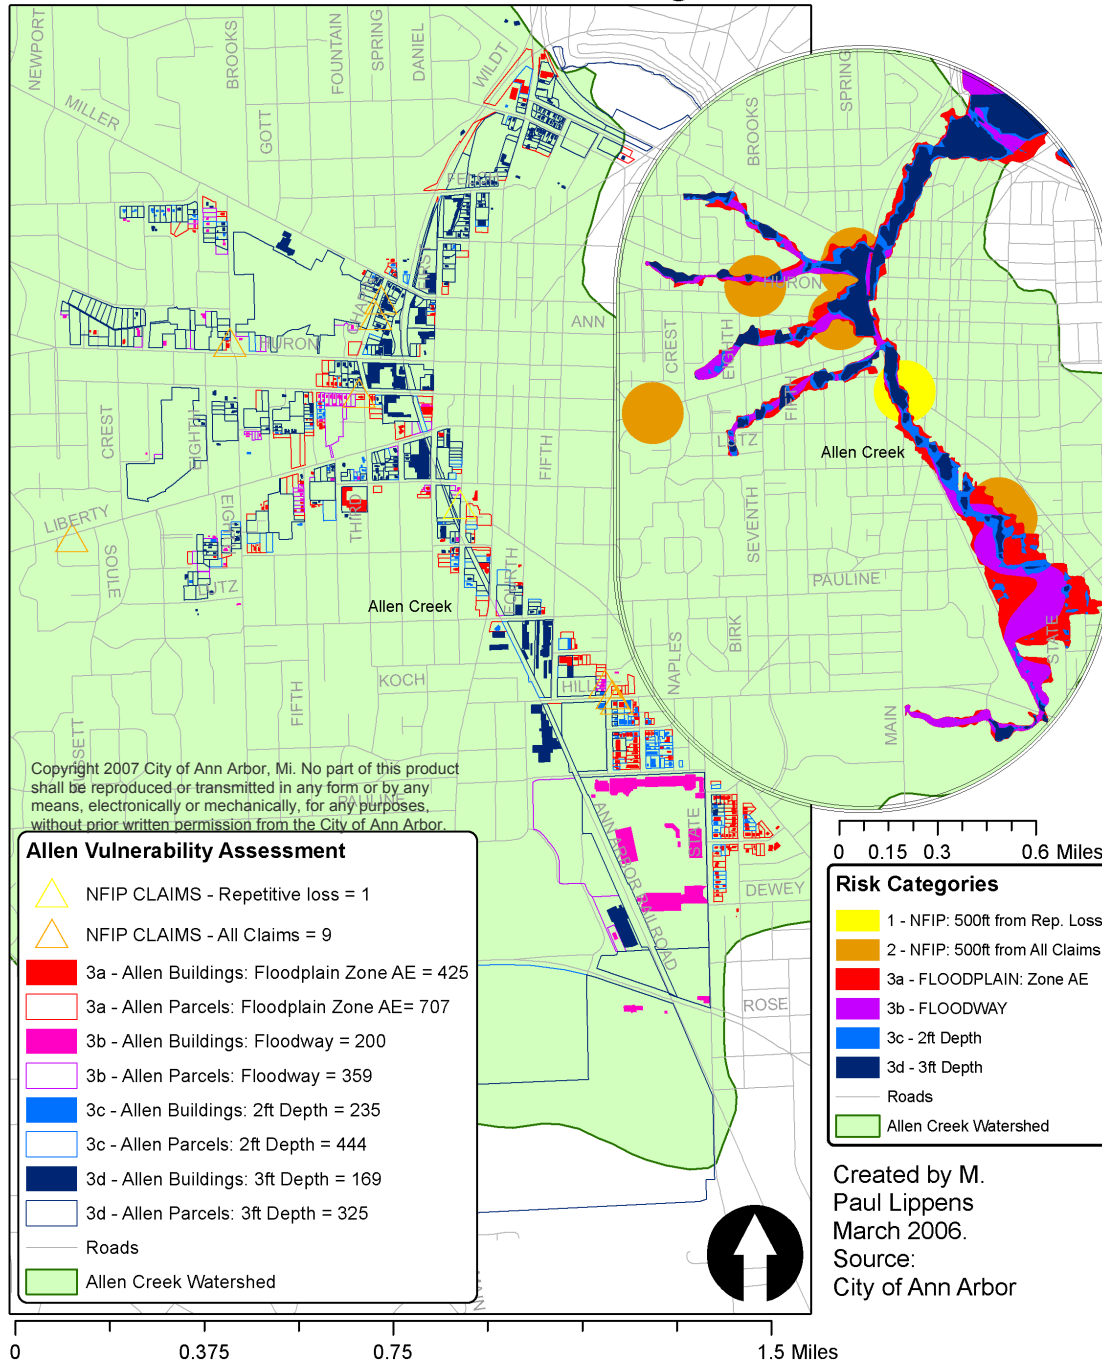 NEWPORT
BROOKS
FOUNTAIN
SPRING
DANIEL
WILDT
MILLER
GOTT
SPRING
BROOKS
HURON
ANN
CREST
EIGHTH
FIFTH
LUTZ
Allen Creek
HURON
CREST
EIGHTH
FIFTH
LIBERTY
EIGHTH
THIRD
SOULE
LUTZ
FOURTH
Allen Creek
SEVENTH
PAULINE
BIRK
NAPLES
STATE
MAIN
KOCH
HILL
FIFTH
Copyright 2007 City of Ann Arbor, Mi. No part of this product
shall be reproduced or transmitted in any form or by any
means, electronically or mechanically, for any purposes,
without prior written permission from the City of Ann Arbor.
PAULINE
ANN ARBOR RAILROAD
STATE
DEWEY
ROSE
MAIN
0 0.15 0.3 0.6 Miles
Allen Vulnerability Assessment
NFIP CLAIMS - Repetitive loss = 1
NFIP CLAIMS - All Claims = 9
3a - Allen Buildings: Floodplain Zone AE = 425
3a - Allen Parcels: Floodplain Zone AE= 707
3b - Allen Buildings: Floodway = 200
3b - Allen Parcels: Floodway = 359
3c - Allen Buildings: 2ft Depth = 235
3c - Allen Parcels: 2ft Depth = 444
3d - Allen Buildings: 3ft Depth = 169
3d - Allen Parcels: 3ft Depth = 325
Roads
Allen Creek Watershed
Risk Categories
1 - NFIP: 500ft from Rep. Loss
2 - NFIP: 500ft from All Claims
3a - FLOODPLAIN: Zone AE
3b - FLOODWAY
3c - 2ft Depth
3d - 3ft Depth
Roads
Allen Creek Watershed
Created by M.
Paul Lippens
March 2006.
Source:
City of Ann Arbor
0 0.375 0.75 1.5 Miles